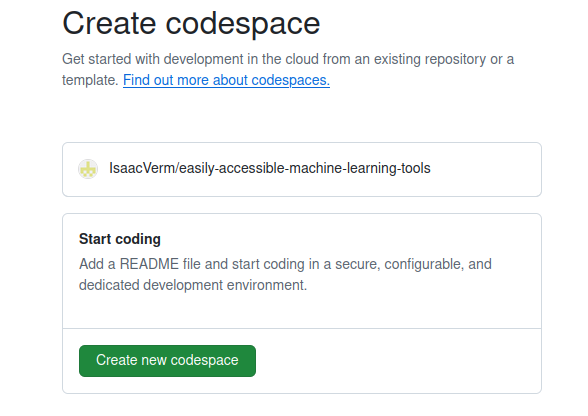 Create codespace
Get started with development in the cloud from an existing repository or a
template. Find out more about codespaces.
IsaacVerm/easily-accessible-machine-learning-tools
Start coding
Add a README file and start coding in a secure, configurable, and
dedicated development environment.
Create new codespace